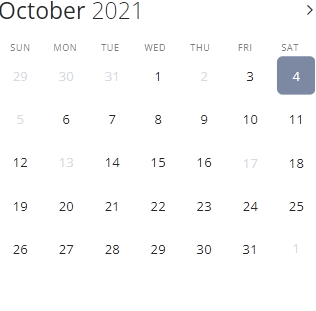 October 2021
SUN MON TUE WED THU FRI SAT
29 30 31 1 2 3 4
5 6 7 8 9 10 11
12 13 14 15 16 17 18
19 20 21 22 23 24 25
26 27 28 29 30 31 1